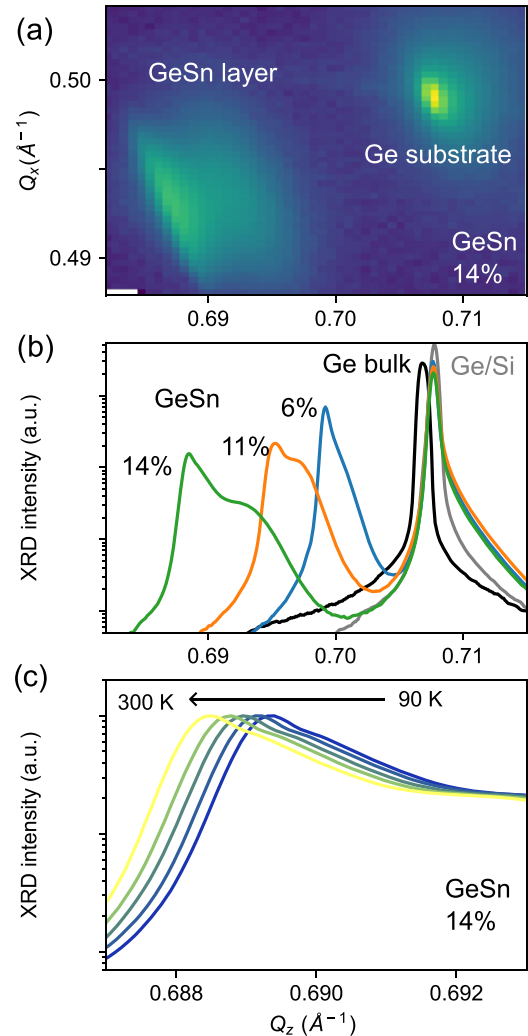 (a)
GeSn layer
Ge substrate
GeSn
14%
0.50
0.49
Qx(Å⁻¹)
0.69 0.70 0.71
(b)
Ge bulk Ge/Si
GeSn
6%
11%
14%
XRD intensity (a.u.)
0.69 0.70 0.71
(c)
300 K 90 K
GeSn
14%
XRD intensity (a.u.)
0.688 0.690 0.692
Qz (Å⁻¹)